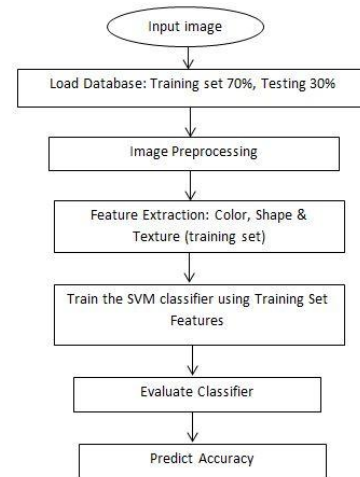 Input image
Load Database: Training set 70%, Testing 30%
Image Preprocessing
Feature Extraction: Color, Shape &
Texture (training set)
Train the SVM classifier using Training Set
Features
Evaluate Classifier
Predict Accuracy